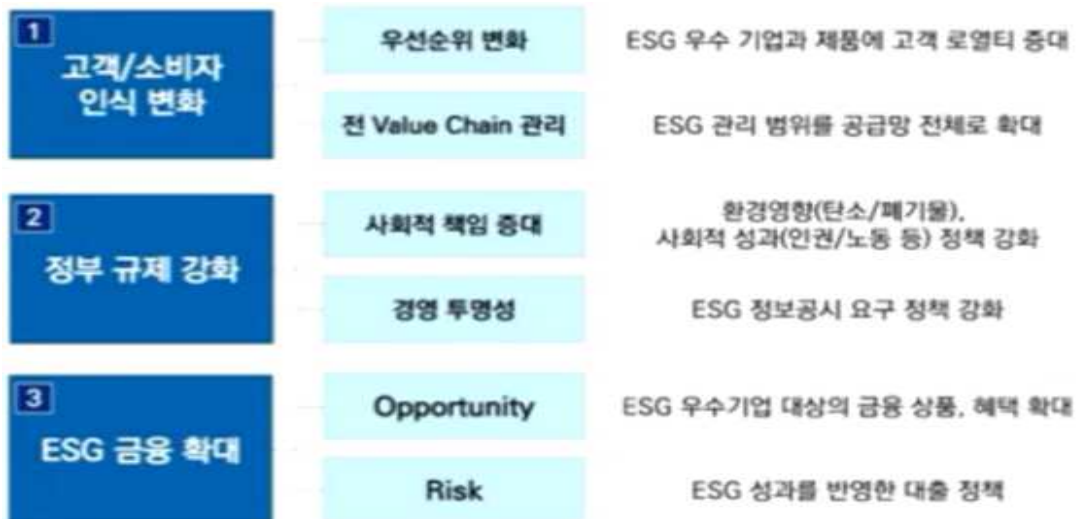 1
고객/소비자
인식 변화
우선순위 변화
ESG 우수 기업과 제품에 고객 로열티 증대
전 Value Chain 관리
ESG 관리 범위를 공급망 전체로 확대
2
정부 규제 강화
사회적 책임 증대
환경영향(탄소/폐기물),
사회적 성과(인권/노동 등) 정책 강화
경영 투명성
ESG 정보공시 요구 정책 강화
3
ESG 금융 확대
Opportunity
ESG 우수기업 대상의 금융 상품, 혜택 확대
Risk
ESG 성과를 반영한 대출 정책